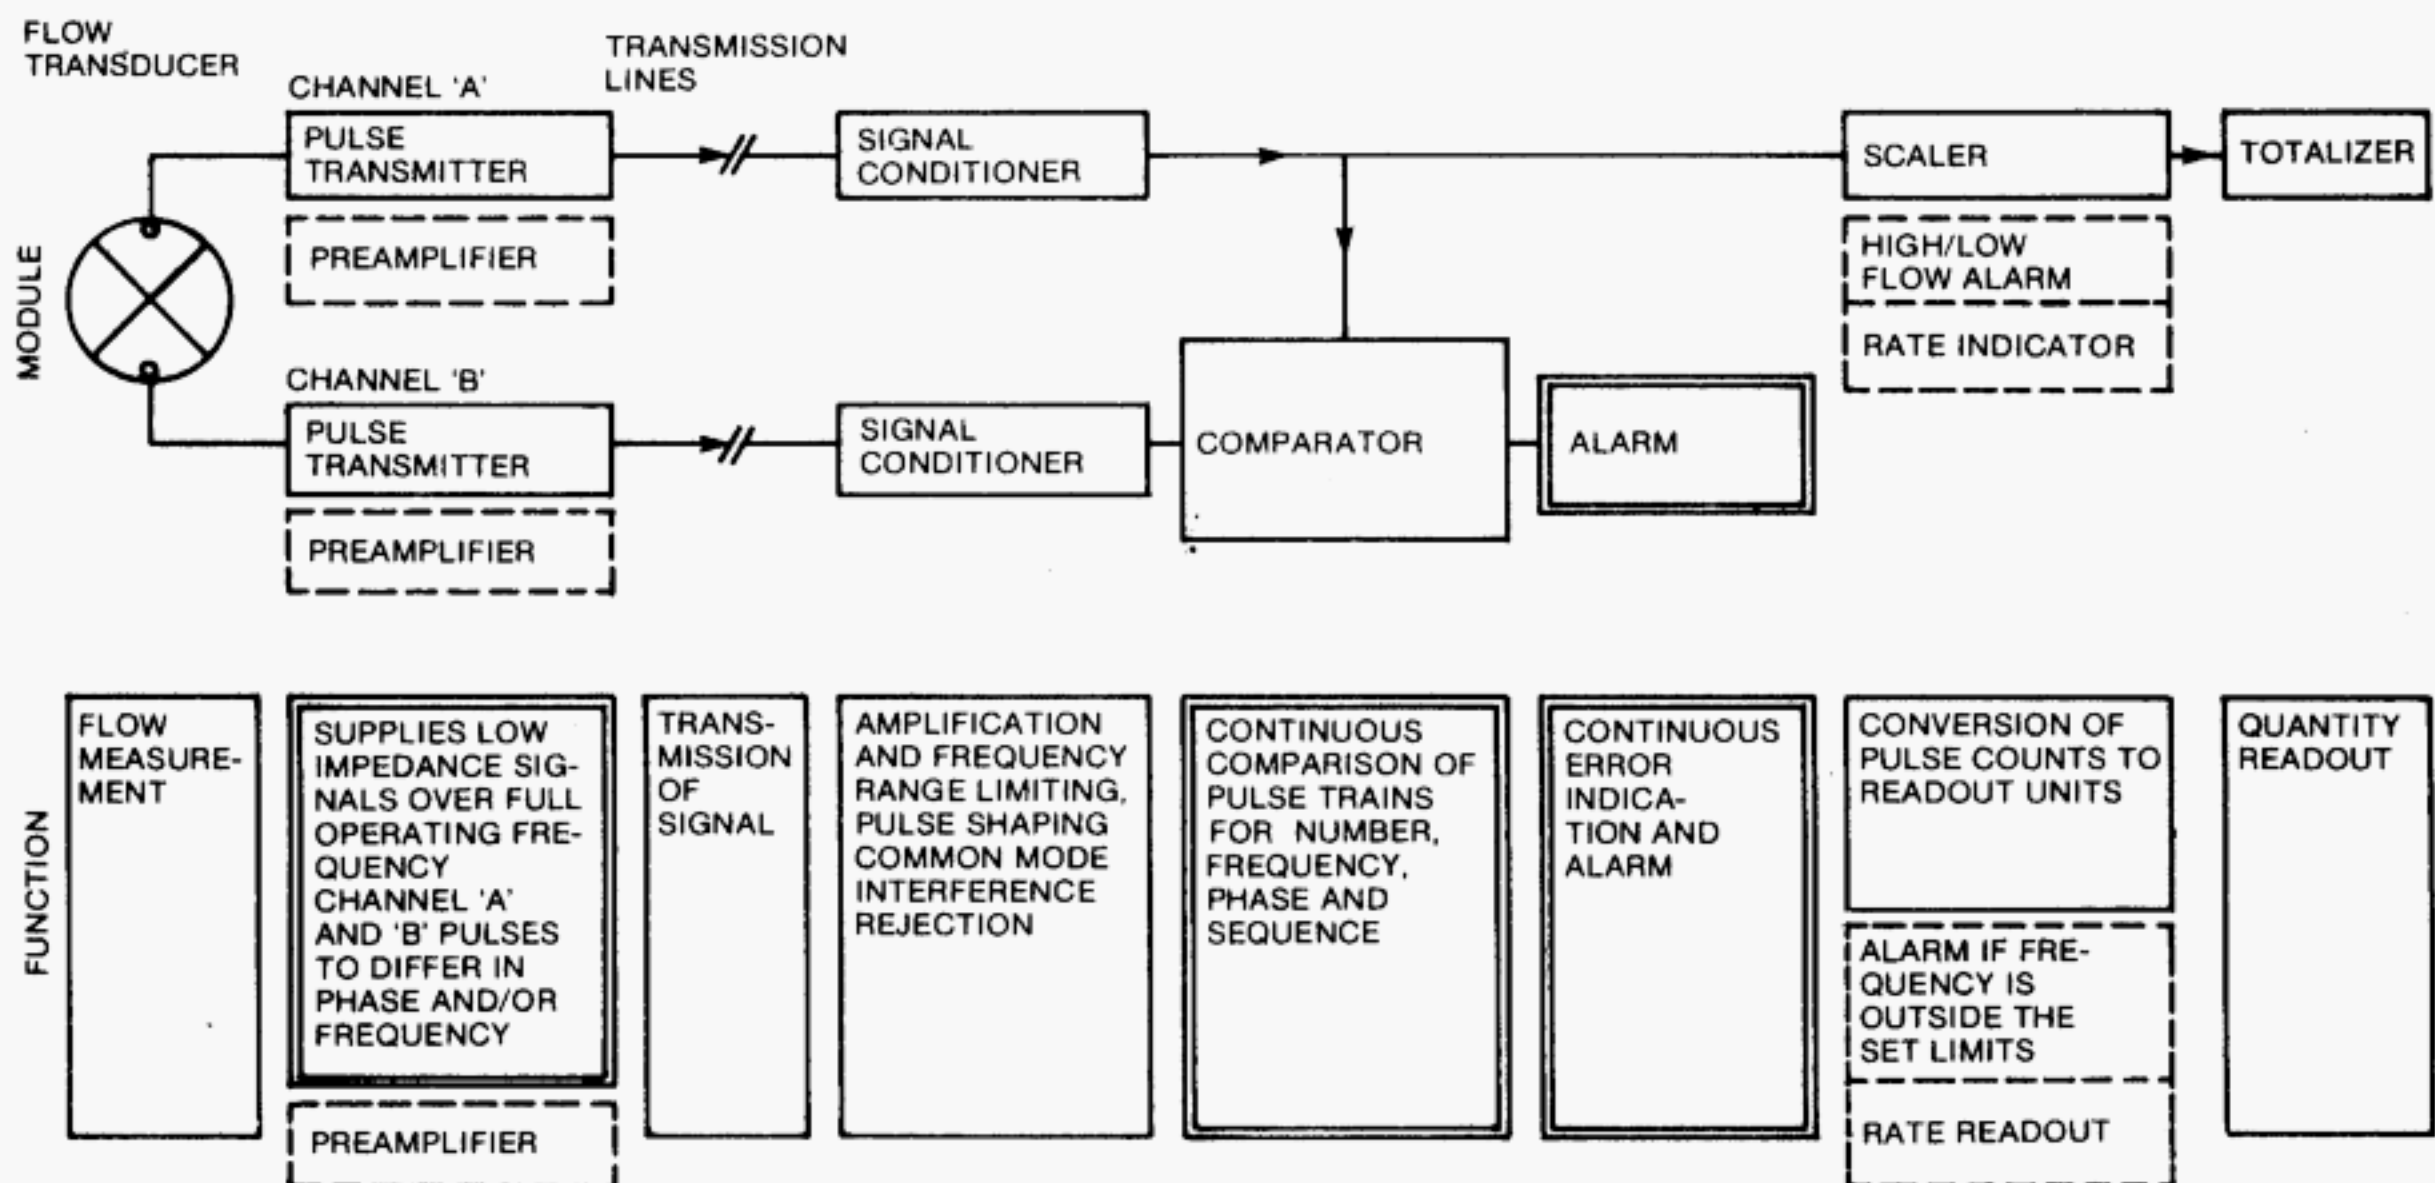 FLOW
TRANSDUCER
CHANNEL 'A'
TRANSMISSION
LINES
PULSE
TRANSMITTER
SIGNAL
CONDITIONER
SCALER
TOTALIZER
PREAMPLIFIER
HIGH/LOW
FLOW ALARM
RATE INDICATOR
MODULE
CHANNEL 'B'
PULSE
TRANSMITTER
SIGNAL
CONDITIONER
COMPARATOR
ALARM
PREAMPLIFIER
FUNCTION
FLOW
MEASURE-
MENT
SUPPLIES LOW
IMPEDANCE SIG-
NALS OVER FULL
OPERATING FRE-
QUENCY
CHANNEL 'A'
AND 'B' PULSES
TO DIFFER IN
PHASE AND/OR
FREQUENCY
PREAMPLIFIER
TRANS-
MISSION
OF
SIGNAL
AMPLIFICATION
AND FREQUENCY
RANGE LIMITING,
PULSE SHAPING
COMMON MODE
INTERFERENCE
REJECTION
CONTINUOUS
COMPARISON OF
PULSE TRAINS
FOR NUMBER,
FREQUENCY,
PHASE AND
SEQUENCE
CONTINUOUS
ERROR
INDICA-
TION AND
ALARM
CONVERSION OF
PULSE COUNTS TO
READOUT UNITS
ALARM IF FRE-
QUENCY IS
OUTSIDE THE
SET LIMITS
RATE READOUT
QUANTITY
READOUT